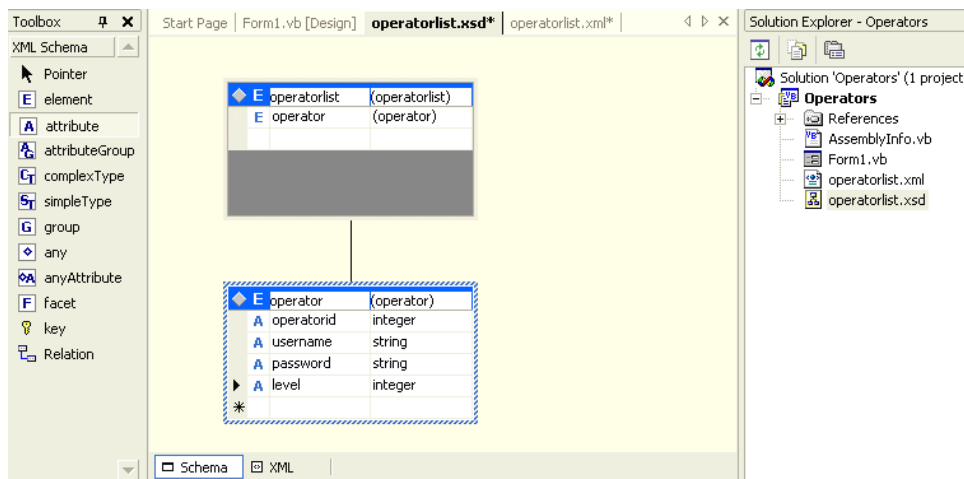 Toolbox
XML Schema
Pointer
E element
A attribute
AG attributeGroup
CT complexType
ST simpleType
G group
any
A anyAttribute
F facet
key
Relation
Start Page
Form1.vb [Design]
operatorlist.xsd*
operatorlist.xml*
E operatorlist (operatorlist)
E operator (operator)
E operator (operator)
A operatorid integer
A username string
A password string
A level integer
Schema
XML
Solution Explorer - Operators
Solution 'Operators' (1 project
Operators
References
AssemblyInfo.vb
Form1.vb
operatorlist.xml
operatorlist.xsd